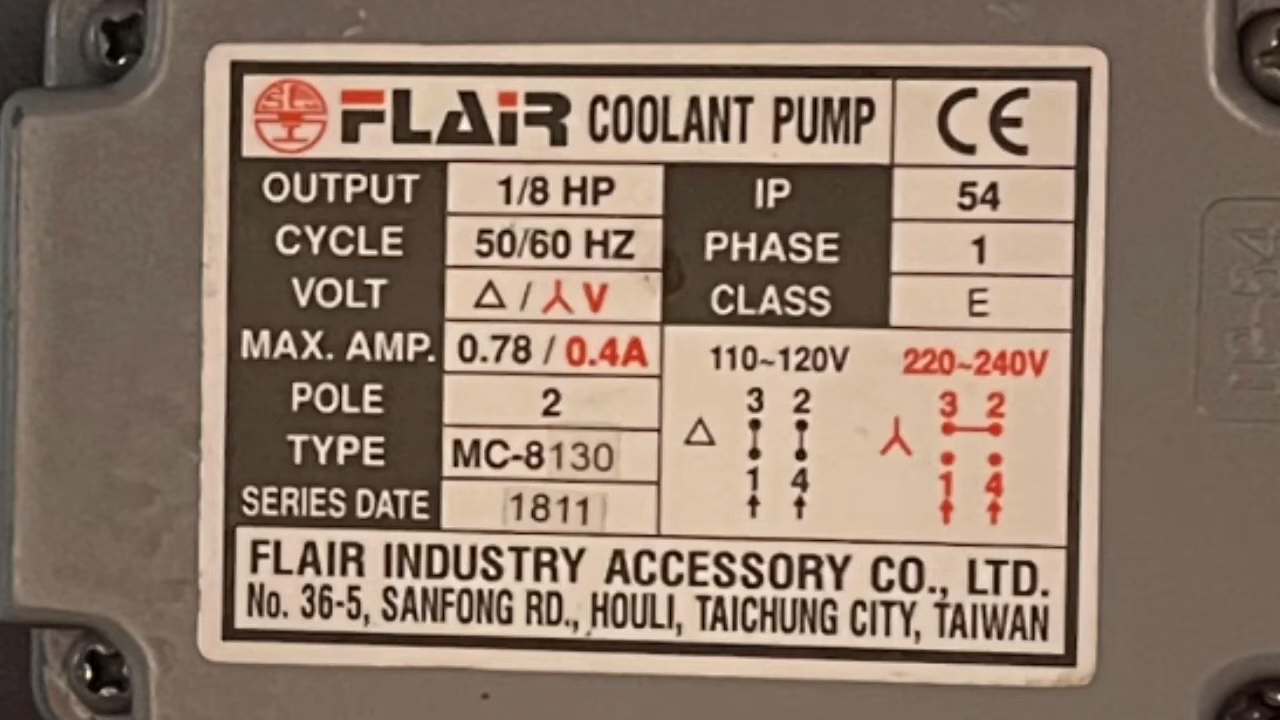 FLAIR COOLANT PUMP CE
OUTPUT 1/8 HP IP 54
CYCLE 50/60 HZ PHASE 1
VOLT △ / ⅄ V CLASS E
MAX. AMP. 0.78 / 0.4A 110~120V 220~240V
POLE 2 △ 3 2 ⅄ 3 2
TYPE MC-8130 1 4 1 4
SERIES DATE 1811
FLAIR INDUSTRY ACCESSORY CO., LTD.
No. 36-5, SANFONG RD., HOULI, TAICHUNG CITY, TAIWAN